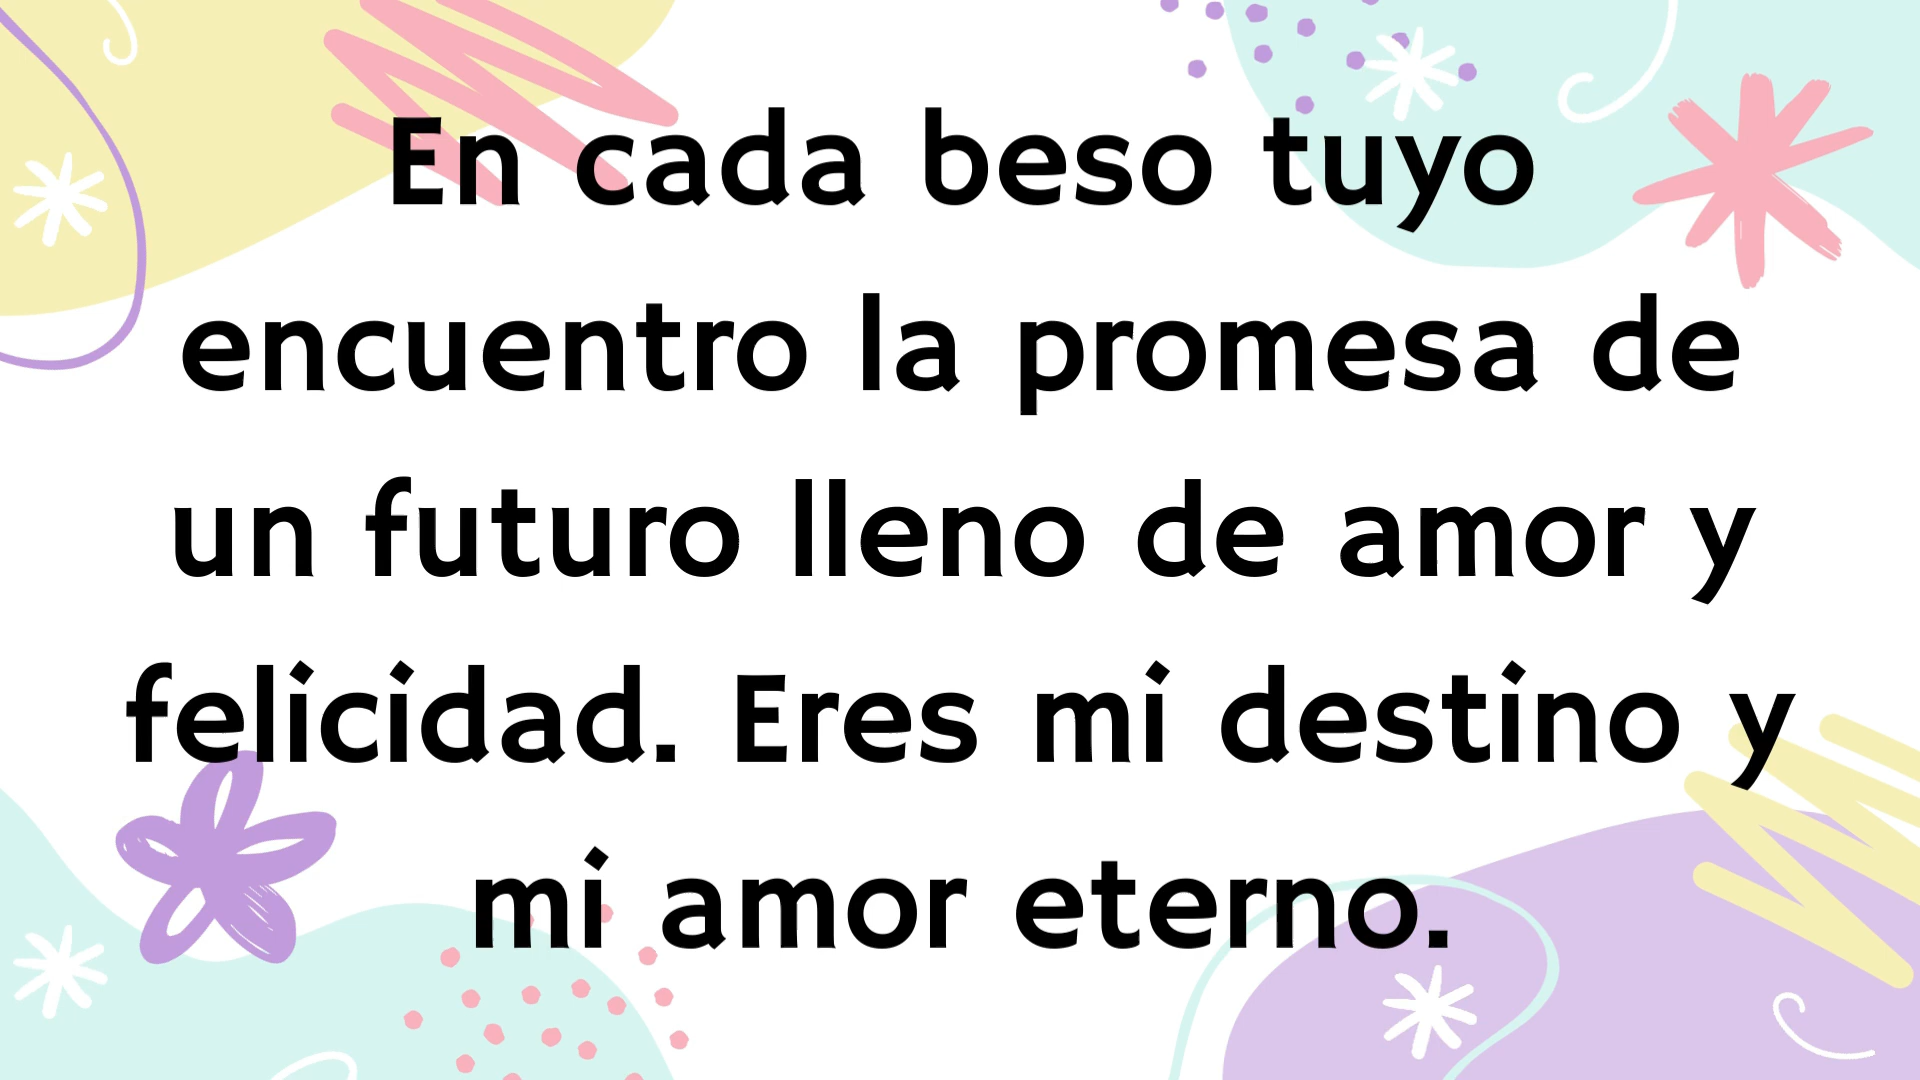 En cada beso tuyo
encuentro la promesa de
un futuro lleno de amor y
felicidad. Eres mi destino y
mi amor eterno.